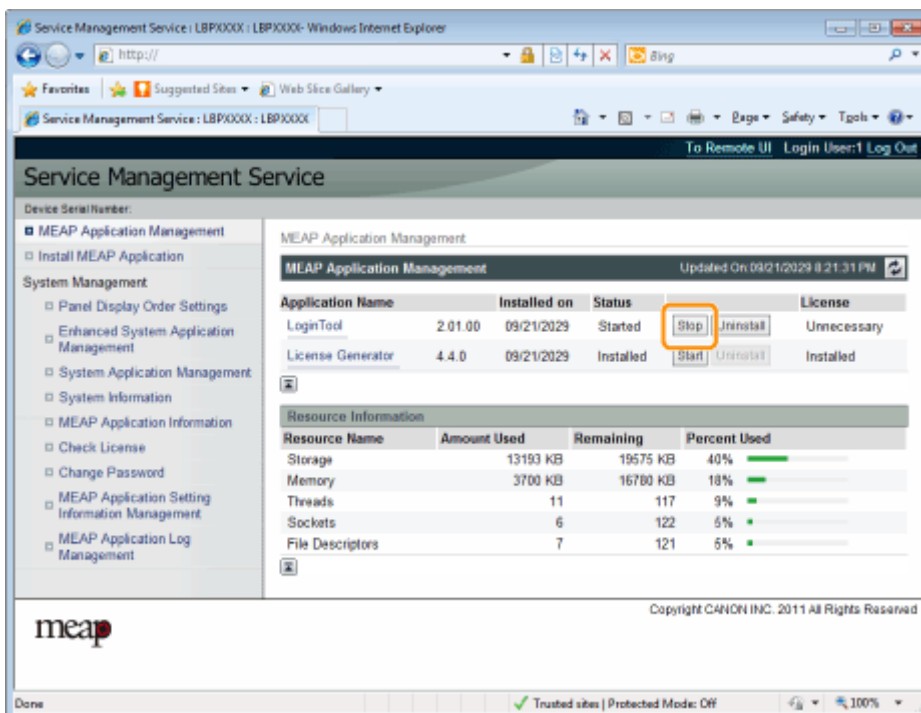 Service Management Service : LBPXXXX : LBPXXXX- Windows Internet Explorer
http://
Bing
Favorites Suggested Sites Web Slice Gallery
Service Management Service : LBPXXXX : LBPXXXX
Page Safety Tools
To Remote UI Login User:1 Log Out
Service Management Service
Device Serial Number:
MEAP Application Management
Install MEAP Application
System Management
Panel Display Order Settings
Enhanced System Application
Management
System Application Management
System Information
MEAP Application Information
Check License
Change Password
MEAP Application Setting
Information Management
MEAP Application Log
Management
MEAP Application Management
MEAP Application Management Updated On:09/21/2029 8:21:31 PM
Application Name Installed on Status License
LoginTool 2.01.00 09/21/2029 Started Stop Uninstall Unnecessary
License Generator 4.4.0 09/21/2029 Installed Start Uninstall Installed
Resource Information
Resource Name Amount Used Remaining Percent Used
Storage 13193 KB 19575 KB 40%
Memory 3700 KB 16780 KB 18%
Threads 11 117 9%
Sockets 6 122 5%
File Descriptors 7 121 6%
Copyright CANON INC. 2011 All Rights Reserved
meap
Done Trusted sites | Protected Mode: Off 100%